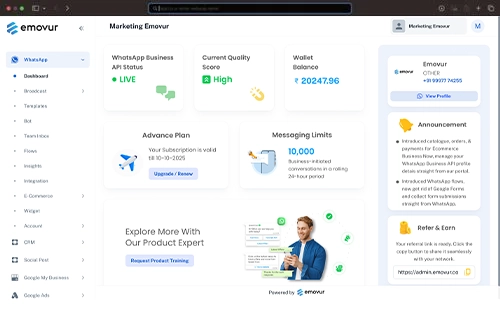 emovur
Marketing Emovur
Marketing Emovur
M
WhatsApp
Dashboard
Broadcast
Templates
Bot
Team Inbox
Flows
Insights
Integration
E-Commerce
Widget
Account
CRM
Social Post
Google My Business
Google Ads
WhatsApp Business
API Status
LIVE
Current Quality
Score
High
Wallet
Balance
₹ 20247.96
Advance Plan
Your Subscription is valid
till 10-10-2025
Upgrade / Renew
Messaging Limits
10,000
Business-initiated
conversations in a rolling
24-hour period
Explore More With
Our Product Expert
Request Product Training
Powered by emovur
Emovur
OTHER
+91 99177 74255
View Profile
Announcement
Introduced catalogue, orders, &
payments for Ecommerce
Business Now, manage your
WhatsApp Business API profile
details straight from our portal.
Introduced WhatsApp flows,
now get rid of Google Forms
and collect form submissions
straight from WhatsApp.
Refer & Earn
Your referral link is ready, Click the
copy button to share it seamlessly
with your network.
https://admin.emovur.co